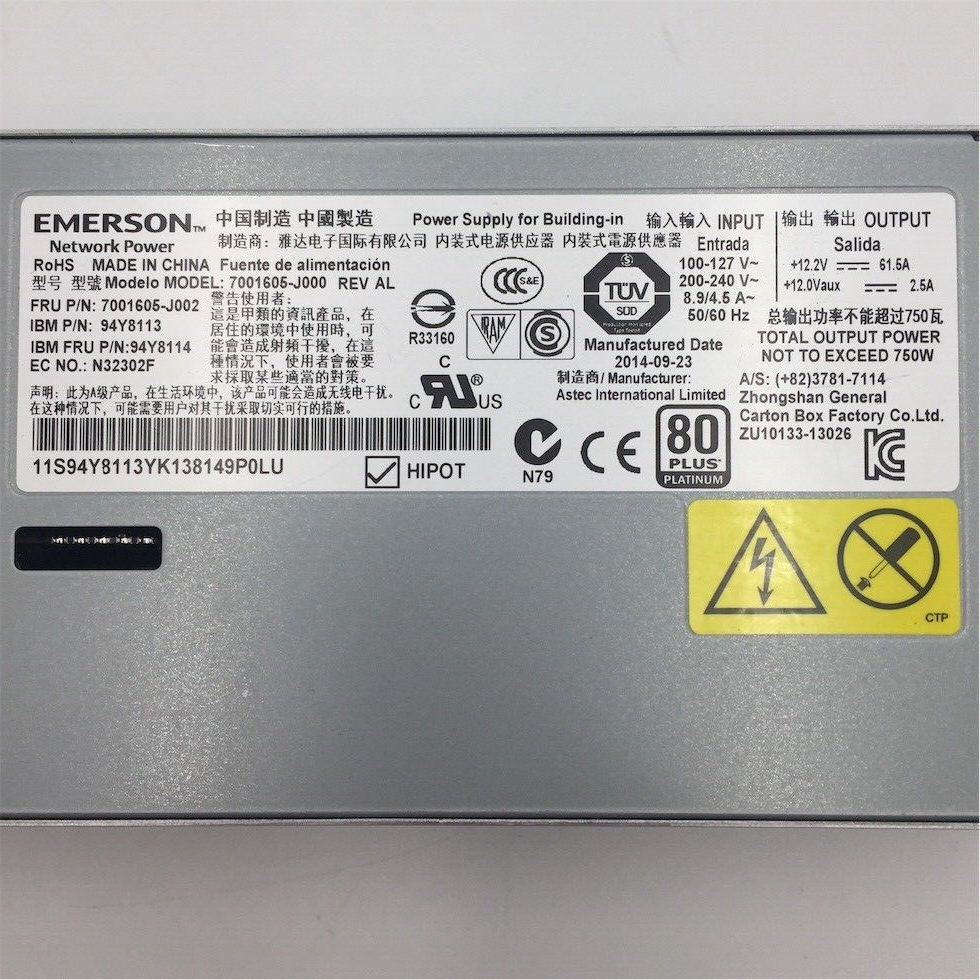 EMERSON™ 中国制造 中國製造
Network Power
Power Supply for Building-in
制造商: 雅达电子国际有限公司 内装式电源供应器 内裝式電源供應器
RoHS MADE IN CHINA Fuente de alimentación
型号 型號 Modelo MODEL: 7001605-J000 REV AL
FRU P/N: 7001605-J002
IBM P/N: 94Y8113
IBM FRU P/N:94Y8114
EC NO.: N32302F
警告使用者:
這是甲類的資訊產品, 在
居住的環境中使用時, 可
能會造成射頻干擾, 在這
種情況下, 使用者會被要
求採取某些適當的對策。
声明: 此为A级产品, 在生活环境中, 该产品可能会造成无线电干扰。
在这种情况下, 可能需要用户对其干扰采取切实可行的措施。
11S94Y8113YK138149P0LU
HIPOT
R33160
CCC S&E
IRAM
S
S
TÜV
SUD
C
C RU® US
N79
CE
80
PLUS®
PLATINUM
输入 輸入 INPUT
Entrada
100-127 V~
200-240 V~
8.9/4.5 A~
50/60 Hz
输出 輸出 OUTPUT
Salida
+12.2V 61.5A
+12.0Vaux 2.5A
总输出功率不能超过750瓦
TOTAL OUTPUT POWER
NOT TO EXCEED 750W
Manufactured Date
2014-09-23
制造商/ Manufacturer:
Astec International Limited
A/S: (+82)3781-7114
Zhongshan General
Carton Box Factory Co.Ltd.
ZU10133-13026
KC
CTP